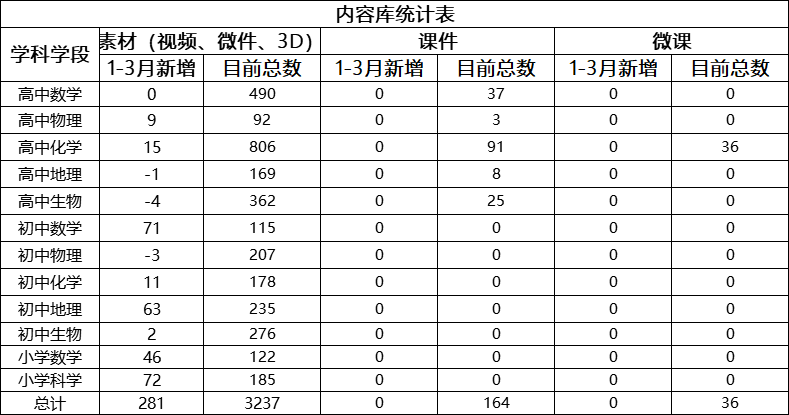 内容库统计表
学科学段 素材（视频、微件、3D） 课件 微课
1-3月新增 目前总数 1-3月新增 目前总数 1-3月新增 目前总数
高中数学 0 490 0 37 0 0
高中物理 9 92 0 3 0 0
高中化学 15 806 0 91 0 36
高中地理 -1 169 0 8 0 0
高中生物 -4 362 0 25 0 0
初中数学 71 115 0 0 0 0
初中物理 -3 207 0 0 0 0
初中化学 11 178 0 0 0 0
初中地理 63 235 0 0 0 0
初中生物 2 276 0 0 0 0
小学数学 46 122 0 0 0 0
小学科学 72 185 0 0 0 0
总计 281 3237 0 164 0 36